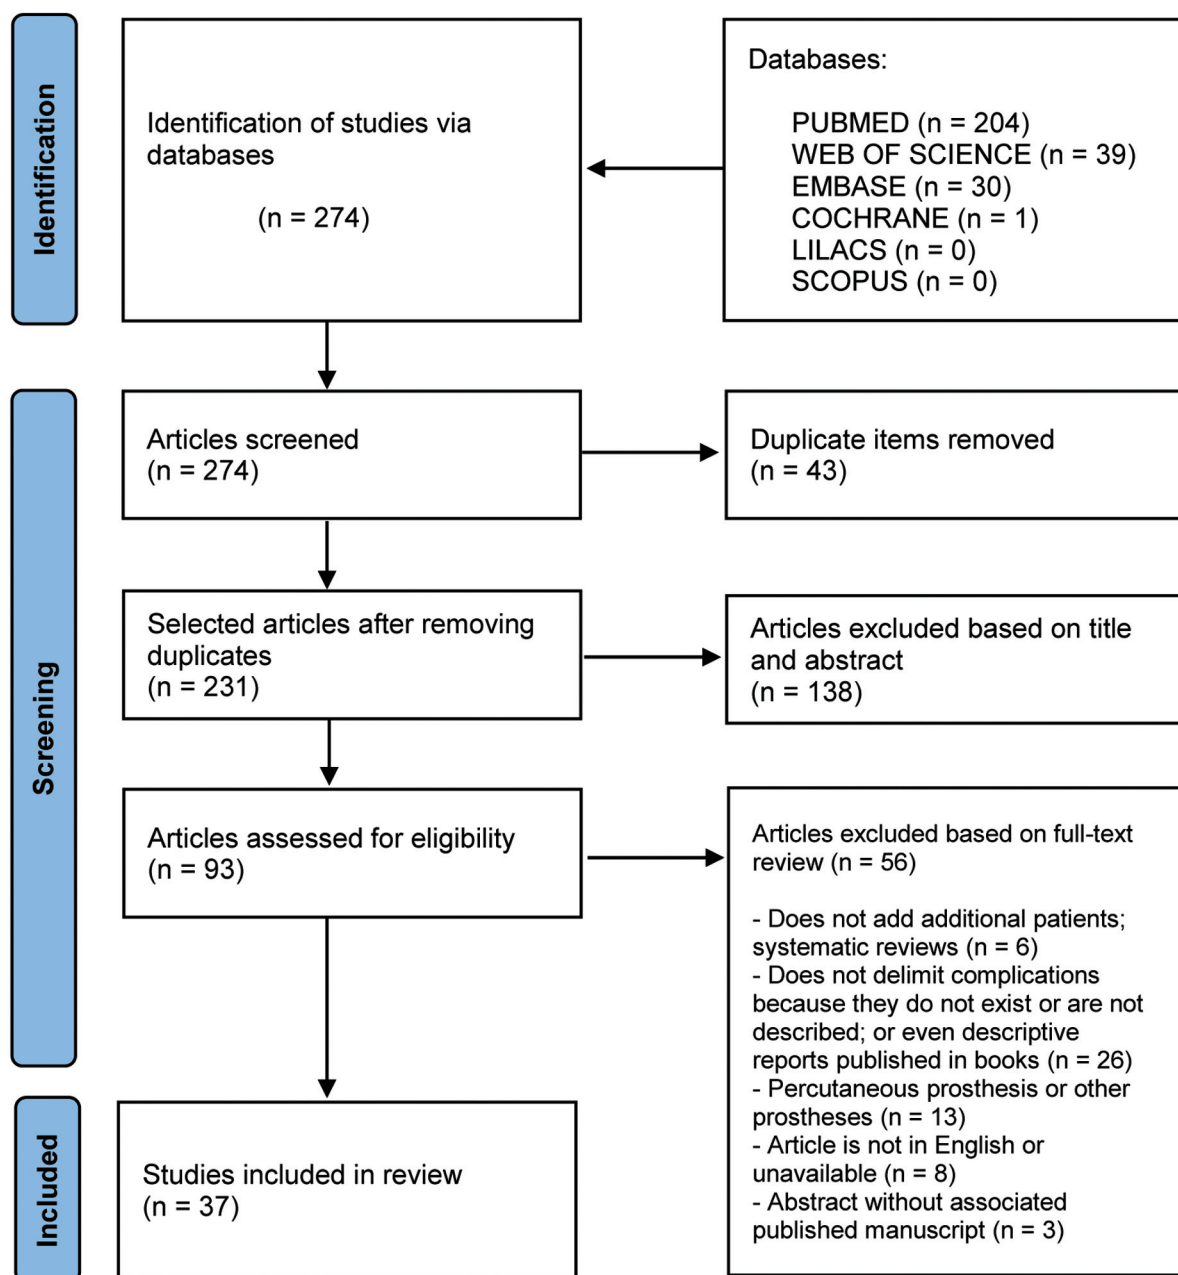 Identification
Identification of studies via
databases
(n = 274)
Databases:
PUBMED (n = 204)
WEB OF SCIENCE (n = 39)
EMBASE (n = 30)
COCHRANE (n = 1)
LILACS (n = 0)
SCOPUS (n = 0)
Screening
Articles screened
(n = 274)
Duplicate items removed
(n = 43)
Selected articles after removing
duplicates
(n = 231)
Articles excluded based on title
and abstract
(n = 138)
Articles assessed for eligibility
(n = 93)
Articles excluded based on full-text
review (n = 56)
- Does not add additional patients;
systematic reviews (n = 6)
- Does not delimit complications
because they do not exist or are not
described; or even descriptive
reports published in books (n = 26)
- Percutaneous prosthesis or other
prostheses (n = 13)
- Article is not in English or
unavailable (n = 8)
- Abstract without associated
published manuscript (n = 3)
Included
Studies included in review
(n = 37)